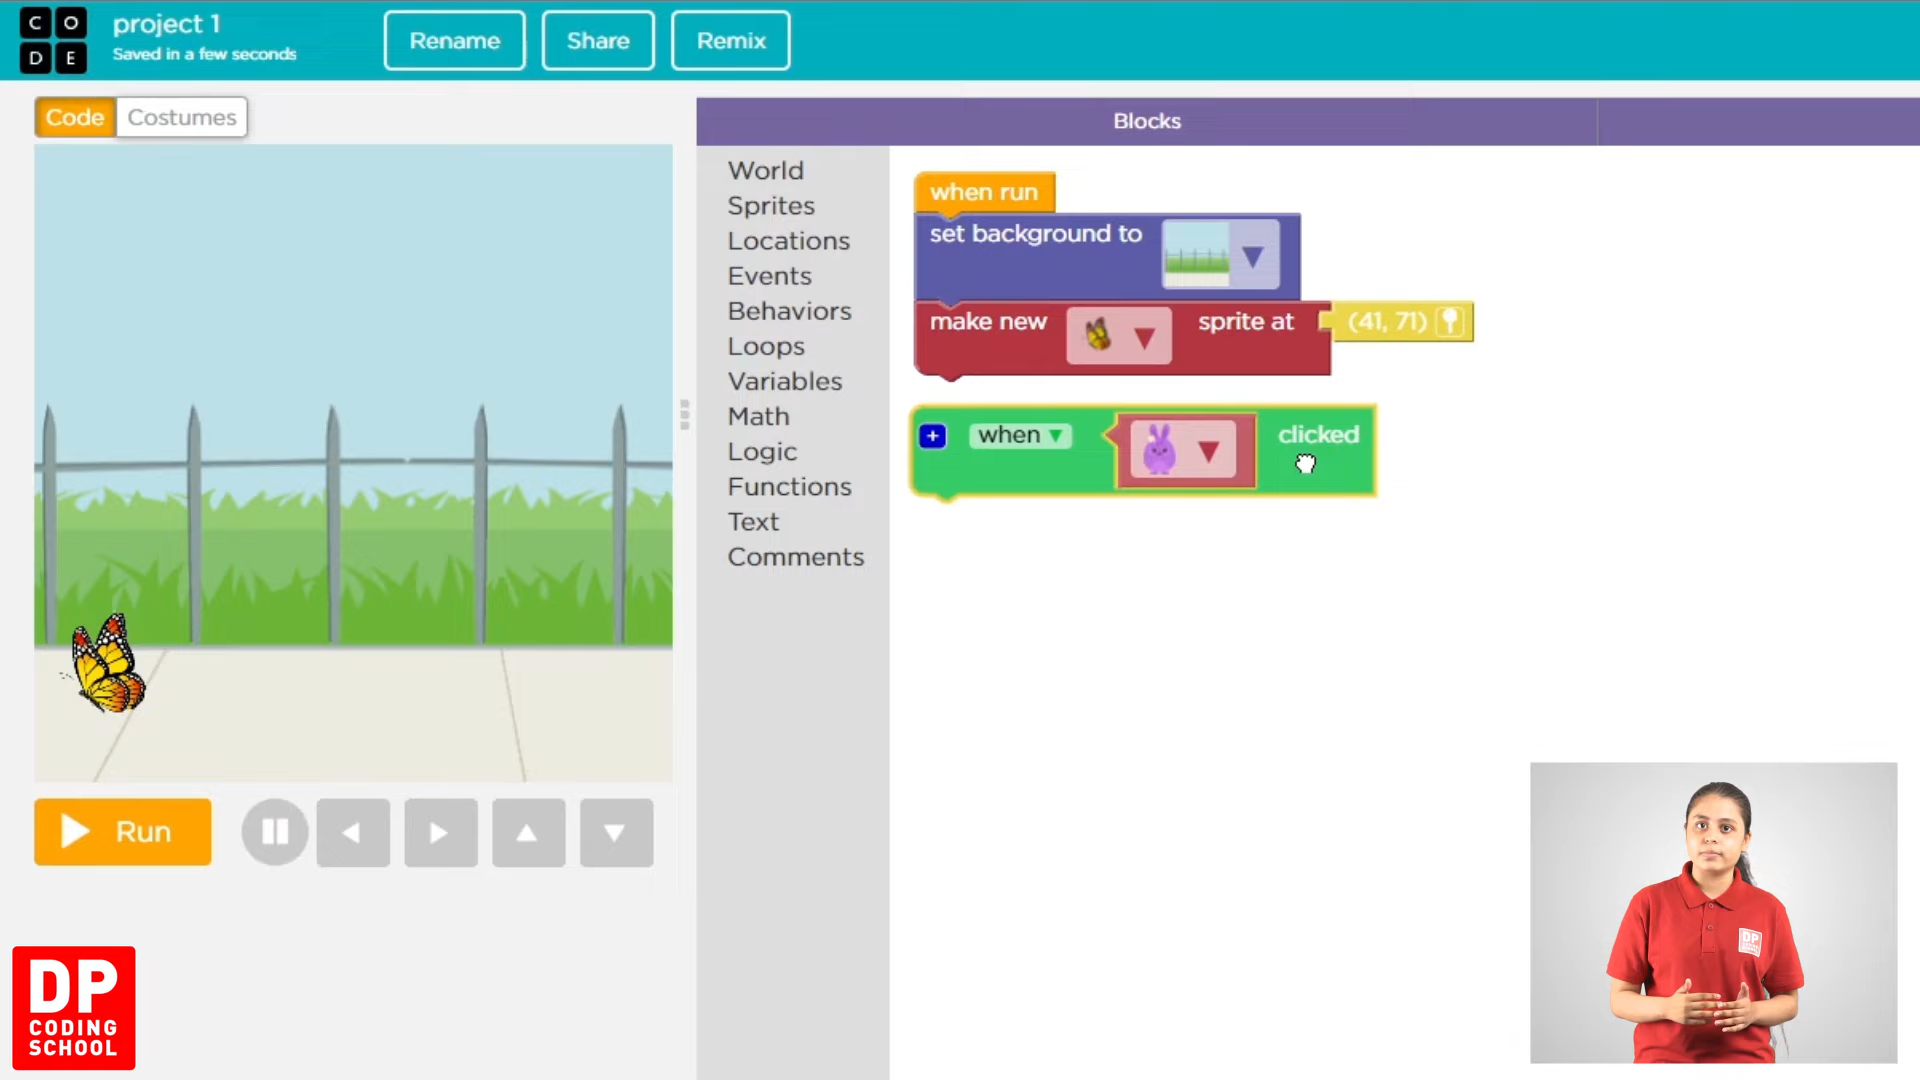 CODE
project 1
Saved in a few seconds
Rename
Share
Remix
Code
Costumes
Blocks
World
Sprites
Locations
Events
Behaviors
Loops
Variables
Math
Logic
Functions
Text
Comments
when run
set background to
make new sprite at (41, 71)
+ when clicked
Run
DP
CODING
SCHOOL
DP